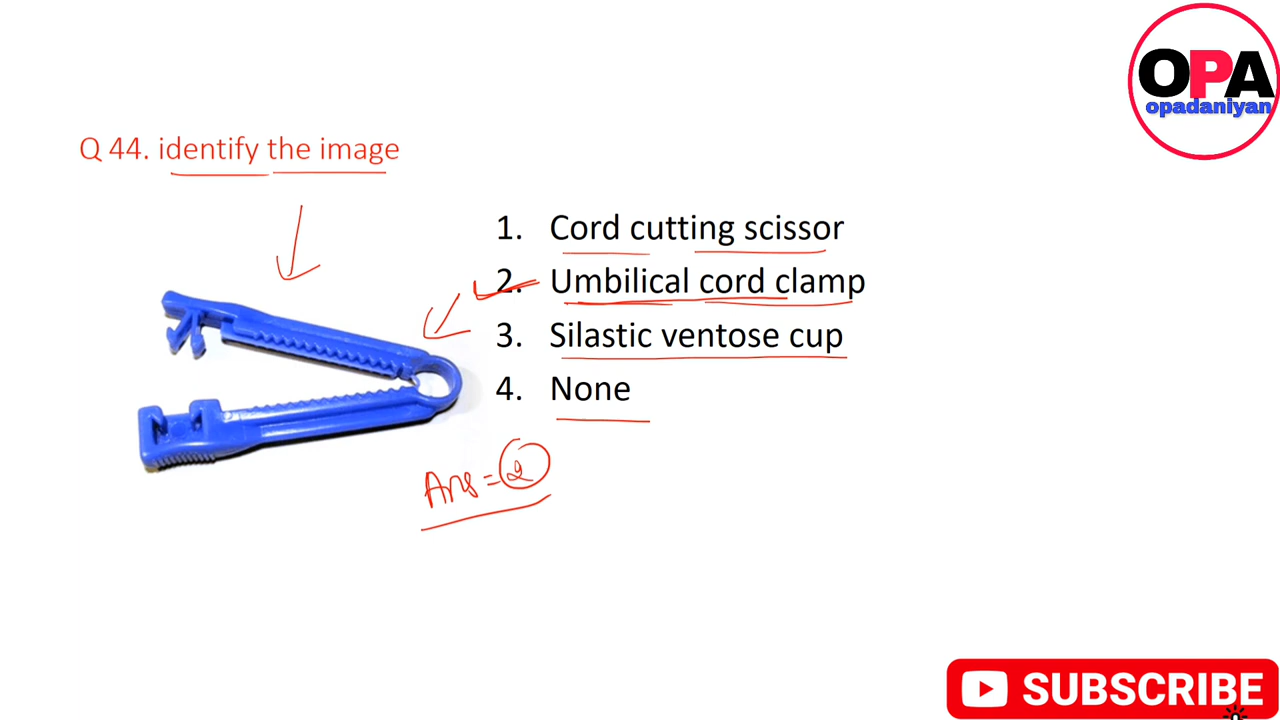 OPA
opadaniyan
Q 44. identify the image
1. Cord cutting scissor
2. Umbilical cord clamp
3. Silastic ventose cup
4. None
Ans = 2
SUBSCRIBE